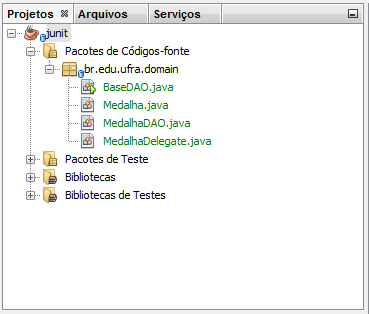 Projetos Arquivos Serviços
junit
Pacotes de Códigos-fonte
br.edu.ufra.domain
BaseDAO.java
Medalha.java
MedalhaDAO.java
MedalhaDelegate.java
Pacotes de Teste
Bibliotecas
Bibliotecas de Testes